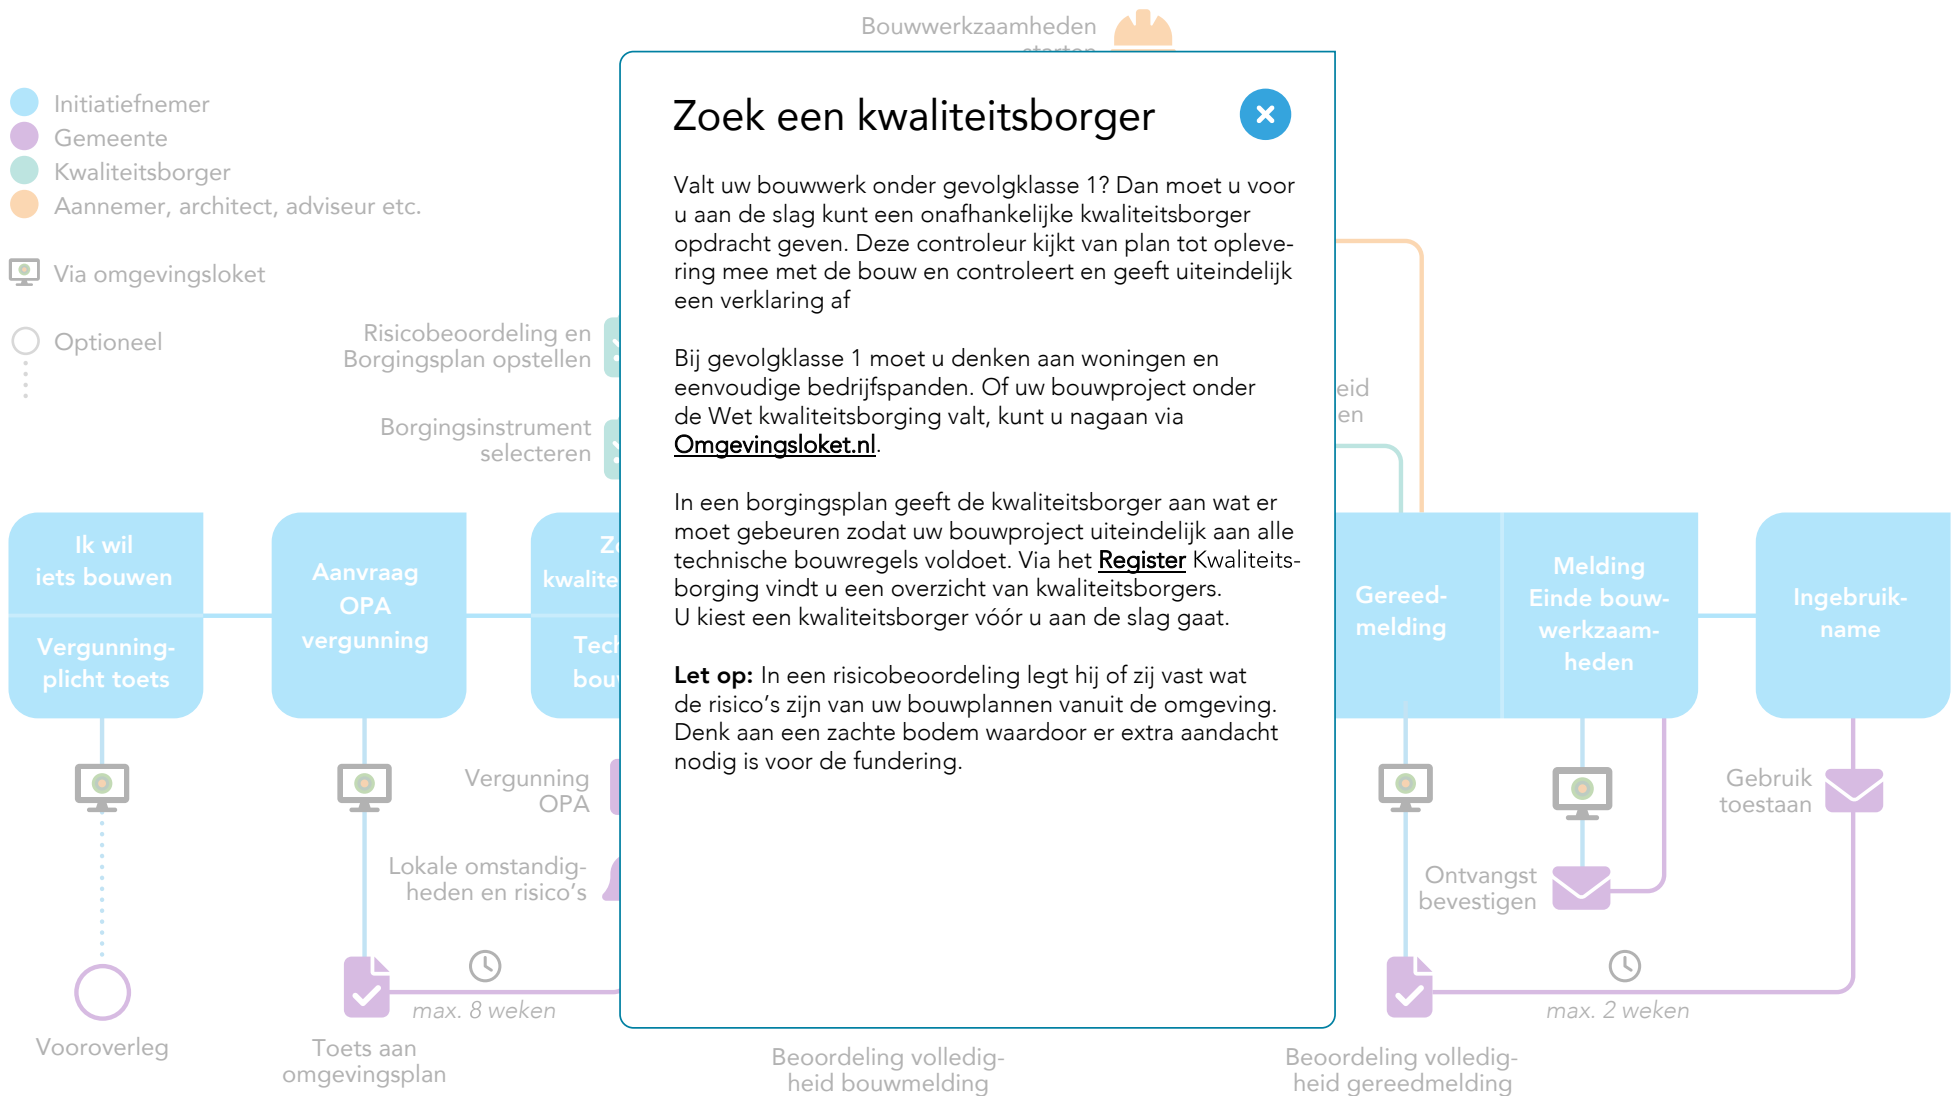 Bouwwerkzaamheden
starten
Initiatiefnemer
Gemeente
Kwaliteitsborger
Aannemer, architect, adviseur etc.
Via omgevingsloket
Optioneel
Risicobeoordeling en
Borgingsplan opstellen
Borgingsinstrument
selecteren
Ik wil
iets bouwen
Vergunning-
plicht toets
Aanvraag
OPA
vergunning
Zoek een kwaliteitsborger
Valt uw bouwwerk onder gevolgklasse 1? Dan moet u voor
u aan de slag kunt een onafhankelijke kwaliteitsborger
opdracht geven. Deze controleur kijkt van plan tot opleve-
ring mee met de bouw en controleert en geeft uiteindelijk
een verklaring af
Bij gevolgklasse 1 moet u denken aan woningen en
eenvoudige bedrijfspanden. Of uw bouwproject onder
de Wet kwaliteitsborging valt, kunt u nagaan via
Omgevingsloket.nl.
In een borgingsplan geeft de kwaliteitsborger aan wat er
moet gebeuren zodat uw bouwproject uiteindelijk aan alle
technische bouwregels voldoet. Via het Register Kwaliteits-
borging vindt u een overzicht van kwaliteitsborgers.
U kiest een kwaliteitsborger vóór u aan de slag gaat.
Let op: In een risicobeoordeling legt hij of zij vast wat
de risico's zijn van uw bouwplannen vanuit de omgeving.
Denk aan een zachte bodem waardoor er extra aandacht
nodig is voor de fundering.
eid
en
Gereed-
melding
Melding
Einde bouw-
werkzaam-
heden
Ingebruik-
name
Vergunning
OPA
Lokale omstandig-
heden en risico's
max. 8 weken
Vooroverleg
Toets aan
omgevingsplan
Beoordeling volledig-
heid bouwmelding
Beoordeling volledig-
heid gereedmelding
Ontvangst
bevestigen
Gebruik
toestaan
max. 2 weken